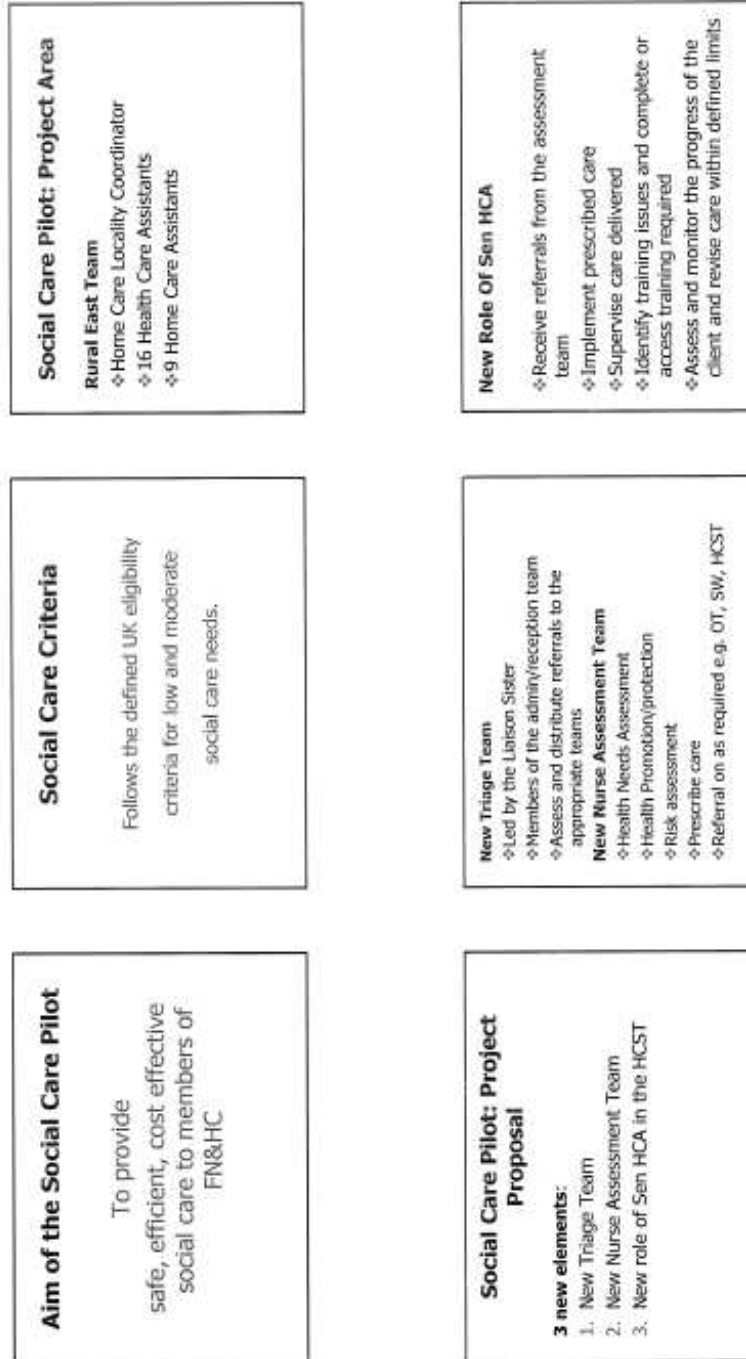 Aim of the Social Care Pilot
To provide
safe, efficient, cost effective
social care to members of
FN&HC
Social Care Criteria
Follows the defined UK eligibility
criteria for low and moderate
social care needs.
Social Care Pilot: Project Area
Rural East Team
❖Home Care Locality Coordinator
❖16 Health Care Assistants
❖9 Home Care Assistants
Social Care Pilot: Project
Proposal
3 new elements:
1. New Triage Team
2. New Nurse Assessment Team
3. New role of Sen HCA in the HCST
New Triage Team
❖Led by the Liaison Sister
❖Members of the admin/reception team
❖Assess and distribute referrals to the
appropriate teams
New Nurse Assessment Team
❖Health Needs Assessment
❖Health Promotion/protection
❖Risk assessment
❖Prescribe care
❖Referral on as required e.g. OT, SW, HCST
New Role Of Sen HCA
❖Receive referrals from the assessment
team
❖Implement prescribed care
❖Supervise care delivered
❖Identify training issues and complete or
access training required
❖Assess and monitor the progress of the
client and revise care within defined limits